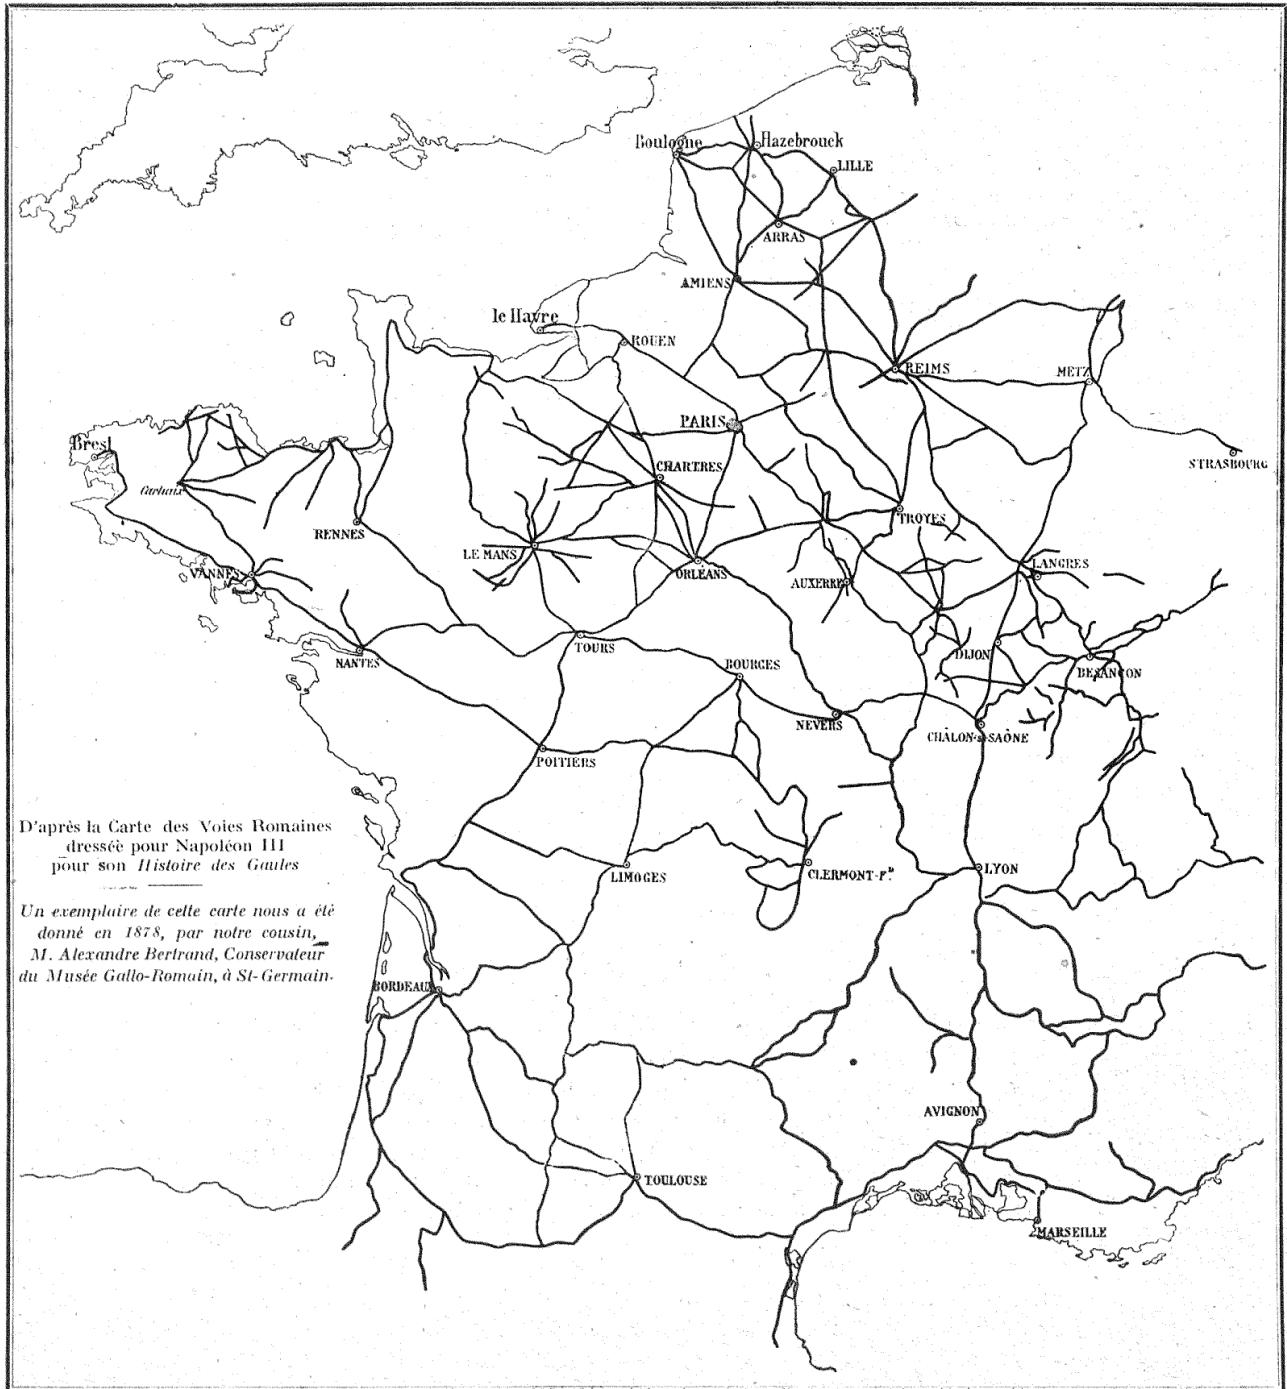 Boulogne
Hazebrouck
LILLE
ARRAS
AMIENS
le Havre
ROUEN
REIMS
METZ
PARIS
Brest
STRASBOURG
CHARTRES
Carhaix
TROYES
RENNES
LE MANS
ORLÉANS
LANGRES
VANNES
AUXERRE
TOURS
NANTES
DIJON
BOURGES
BESANÇON
NEVERS
CHÂLON-s-SAÔNE
POITIERS
D'après la Carte des Voies Romaines
dressée pour Napoléon III
pour son Histoire des Gaules
LIMOGES
CLERMONT-Fd
LYON
Un exemplaire de cette carte nous a été
donné en 1878, par notre cousin,
M. Alexandre Bertrand, Conservateur
du Musée Gallo-Romain, à St-Germain.
BORDEAUX
AVIGNON
TOULOUSE
MARSEILLE